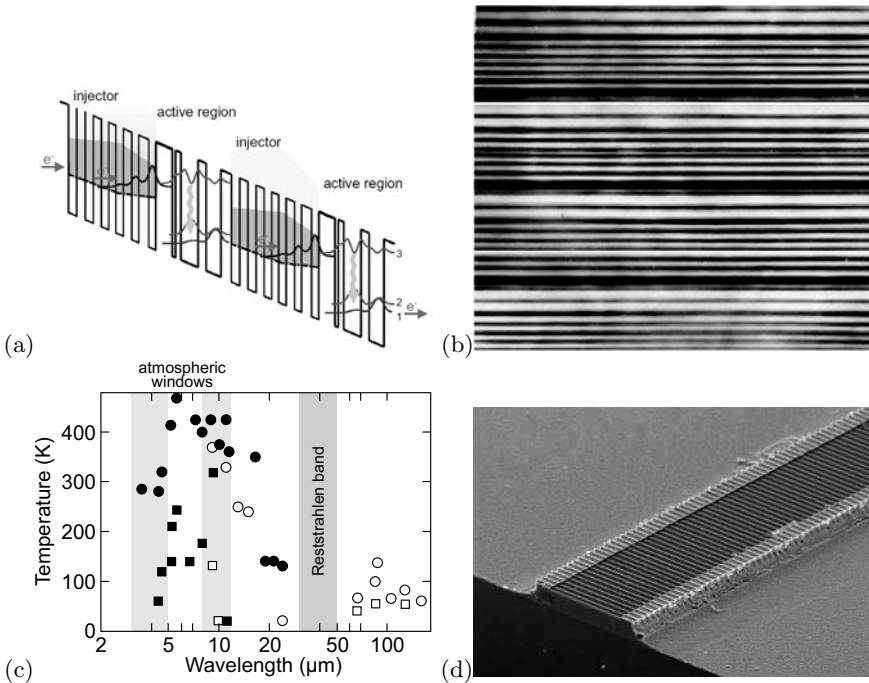 (a)
injector
active region
injector
active region
e-
e-
e-
3
2
1
e-
(b)
(c)
atmospheric
windows
Temperature (K)
400
300
200
100
0
Reststrahlen band
2
5
10
20
50
100
Wavelength (μm)
(d)